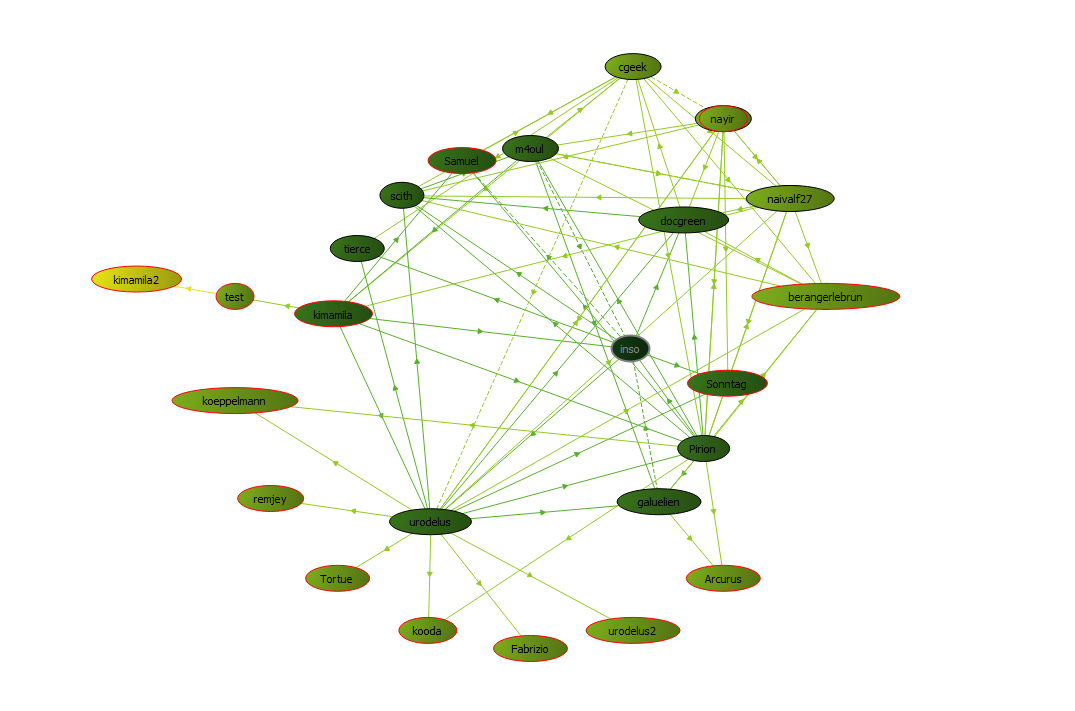 cgeek
nayir
m4oul
Samuel
scith
naivalf27
docgreen
tierce
kimamila2
test
berangerlebrun
kimamila
inso
Sonntag
koeppelmann
Pirion
remjey
galuelien
urodelus
Tortue
Arcurus
kooda
urodelus2
Fabrizio